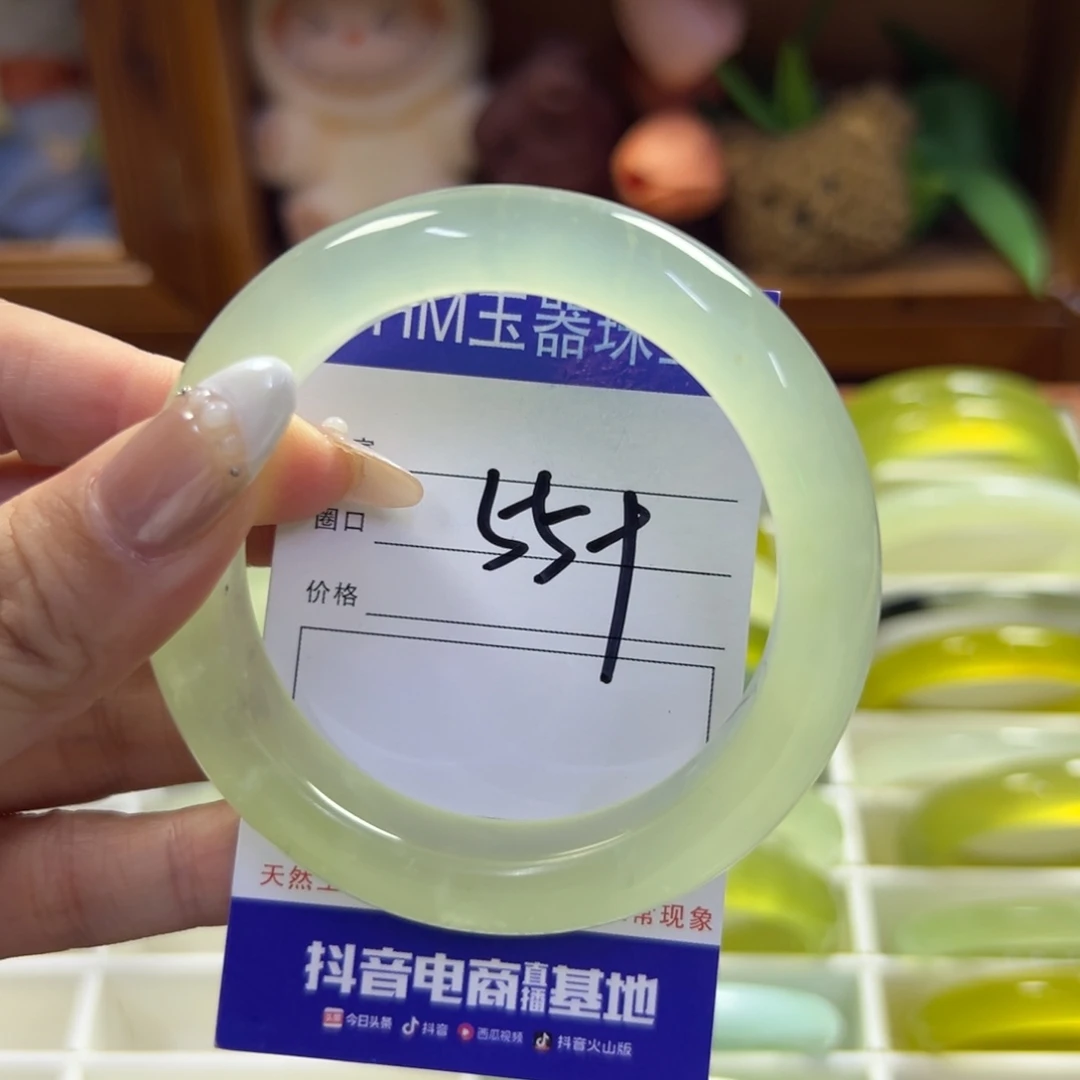 HM玉器珠
圈口
55
价格
天然
常现象
抖音电商直播基地
今日头条 抖音 西瓜视频 抖音火山版